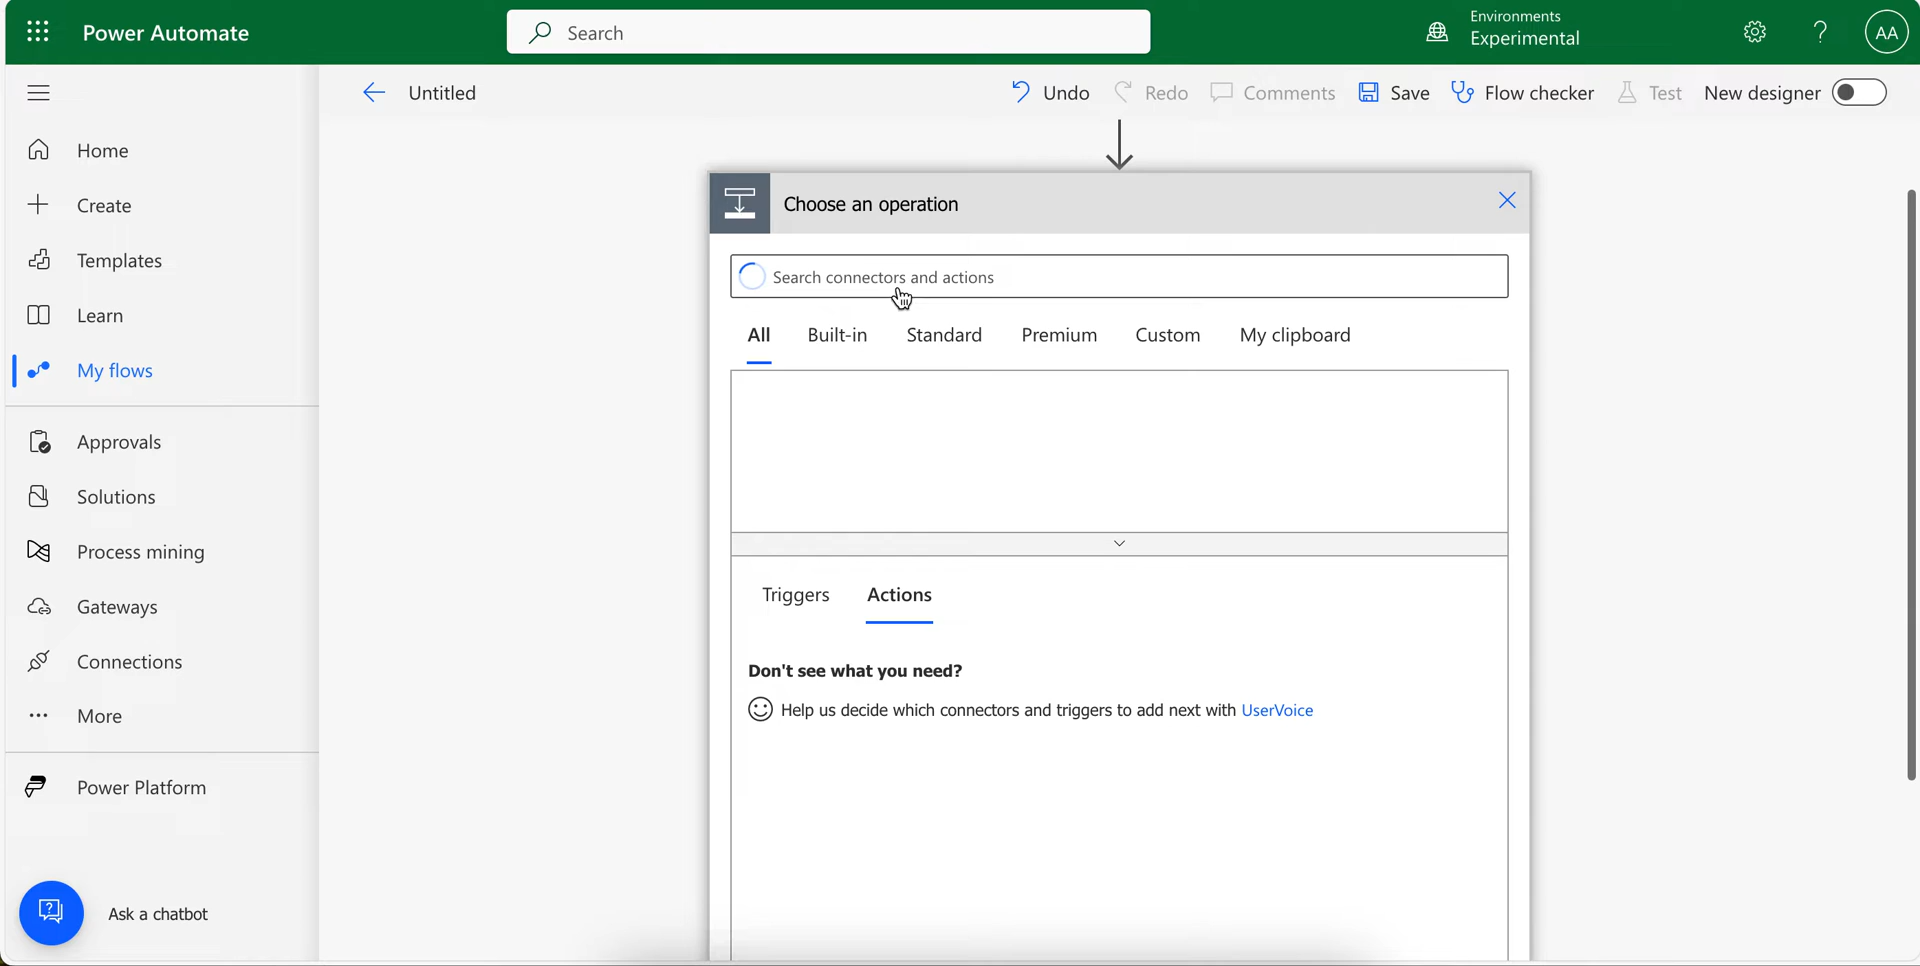 Power Automate
Search
Environments
Experimental
AA
Untitled
Undo
Redo
Comments
Save
Flow checker
Test
New designer
Home
Create
Templates
Learn
My flows
Approvals
Solutions
Process mining
Gateways
Connections
More
Power Platform
Ask a chatbot
Choose an operation
Search connectors and actions
All Built-in Standard Premium Custom My clipboard
Triggers Actions
Don't see what you need?
Help us decide which connectors and triggers to add next with UserVoice